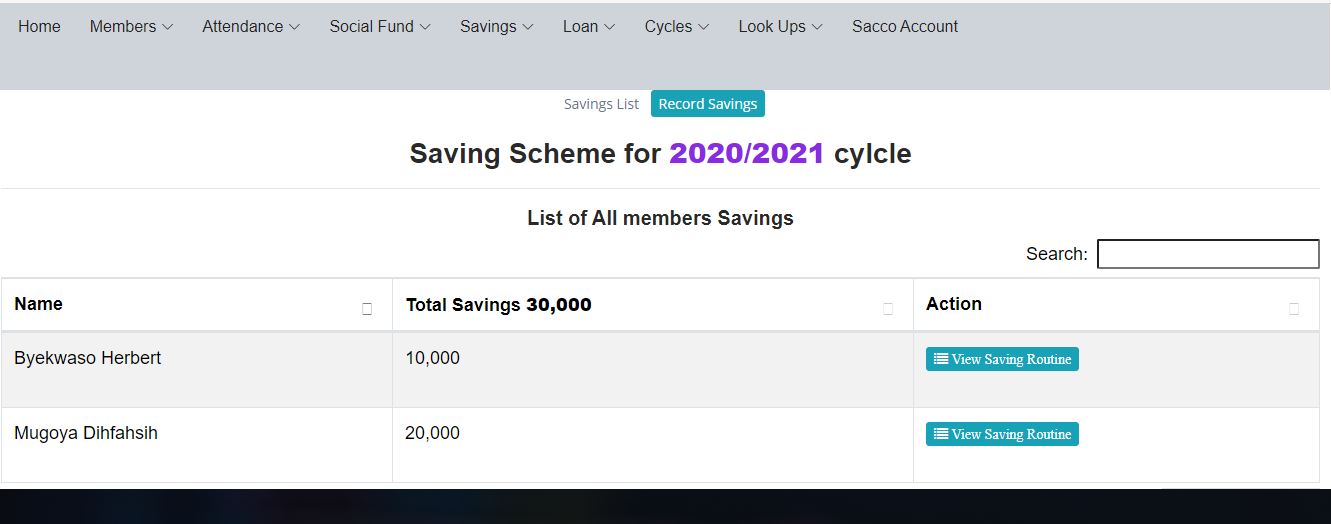 Home Members Attendance Social Fund Savings Loan Cycles Look Ups Sacco Account
Savings List Record Savings
Saving Scheme for 2020/2021 cylcle
List of All members Savings
Search:
Name Total Savings 30,000 Action
Byekwaso Herbert 10,000 View Saving Routine
Mugoya Dihfahsih 20,000 View Saving Routine